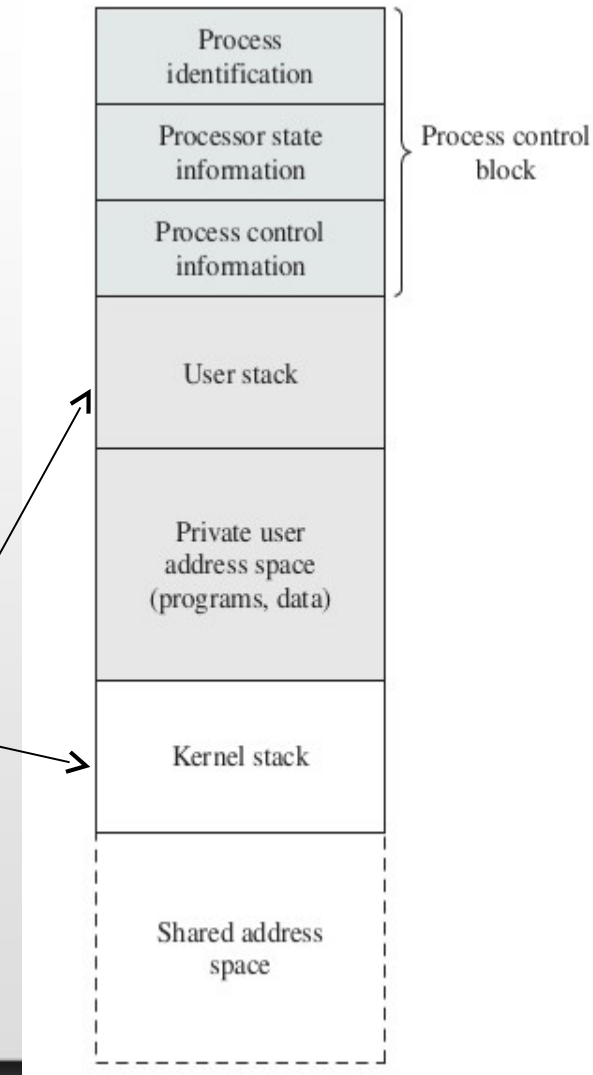 Process
identification
Processor state
information
Process control
information
Process control
block
User stack
Private user
address space
(programs, data)
Kernel stack
Shared address
space